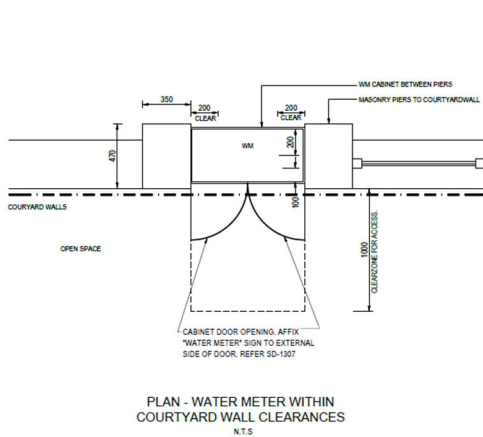 350
200
CLEAR
200
CLEAR
WM CABINET BETWEEN PIERS
MASONRY PIERS TO COURTYARDWALL
470
WM
200
100
COURYARD WALLS
OPEN SPACE
1000
CLEARZONE FOR ACCESS.
CABINET DOOR OPENING. AFFIX
"WATER METER" SIGN TO EXTERNAL
SIDE OF DOOR. REFER SD-1307
PLAN - WATER METER WITHIN
COURTYARD WALL CLEARANCES
N.T.S